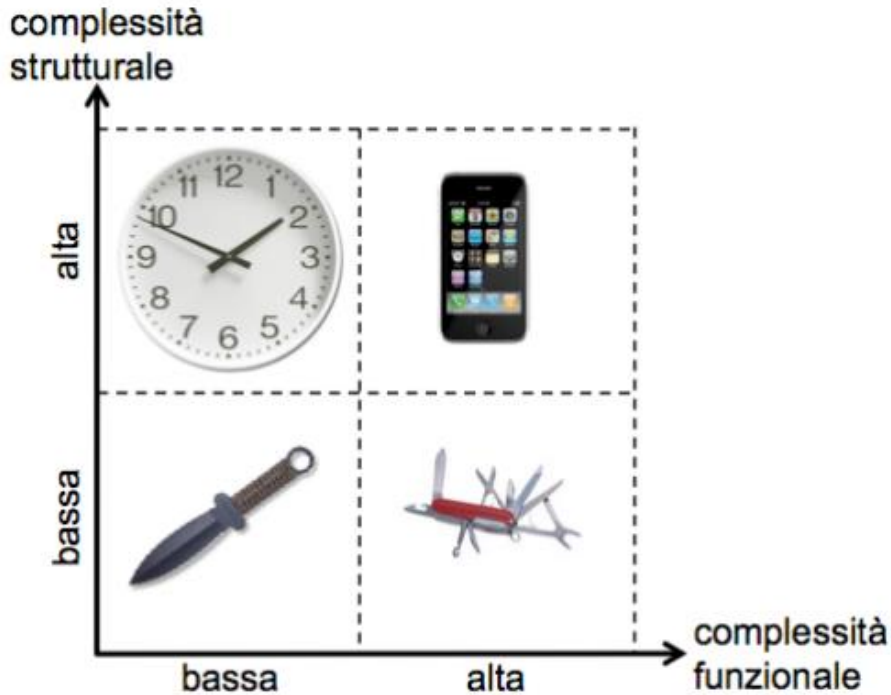 complessità
strutturale
alta
bassa
12
11
1
10
2
9
3
8
4
7
5
6
bassa
alta
complessità
funzionale